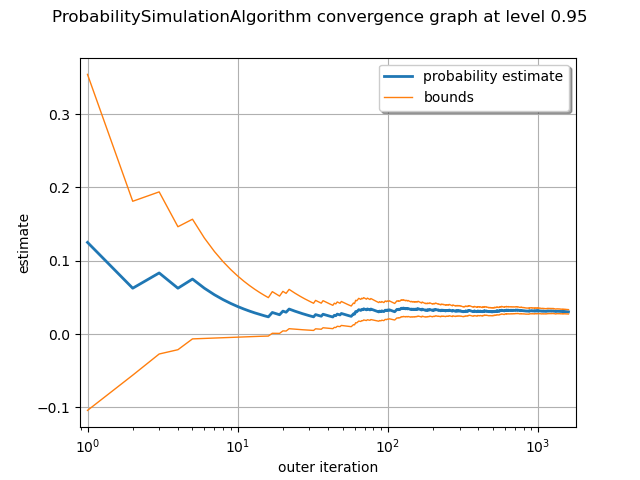 ProbabilitySimulationAlgorithm convergence graph at level 0.95
probability estimate
bounds
estimate
0.3
0.2
0.1
0.0
−0.1
10⁰
10¹
10²
10³
outer iteration